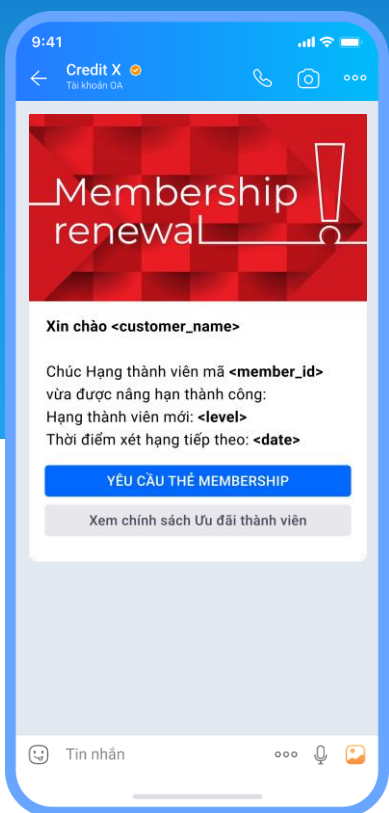 9:41
Credit X
Tài khoản OA
Membership
renewal
Xin chào <customer_name>
Chúc Hạng thành viên mã <member_id>
vừa được nâng hạn thành công:
Hạng thành viên mới: <level>
Thời điểm xét hạng tiếp theo: <date>
YÊU CẦU THẺ MEMBERSHIP
Xem chính sách Ưu đãi thành viên
Tin nhắn